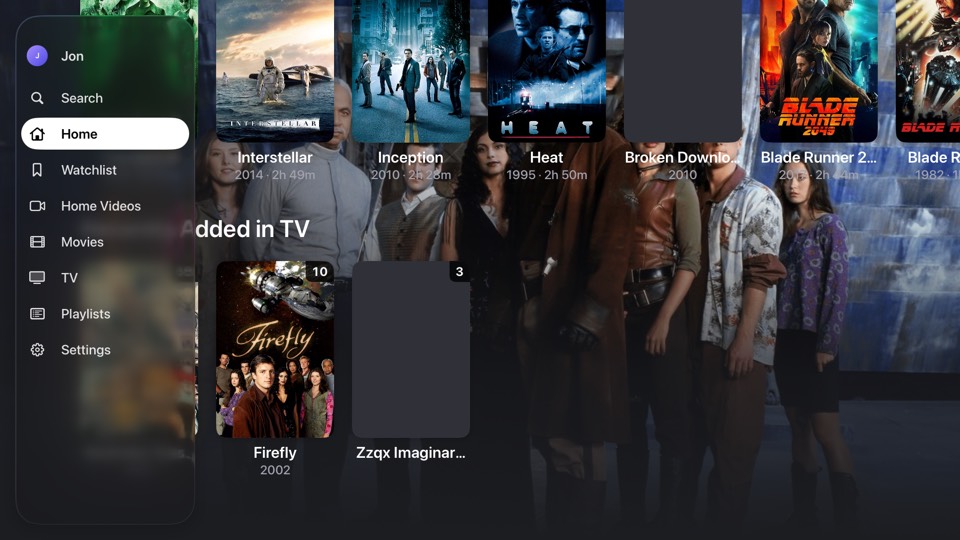 J
Jon
Search
Home
Watchlist
Home Videos
Movies
TV
Playlists
Settings
INTERSTELLAR
HEAT
BLADE RUNNER 2049
Interstellar
2014 · 2h 49m
Inception
2010 · 2h 28m
Heat
1995 · 2h 50m
Broken Downlo...
2010
Blade Runner 2...
Blade R
1982 ·
dded in TV
10
3
Firefly
Firefly
2002
Zzqx Imaginar...